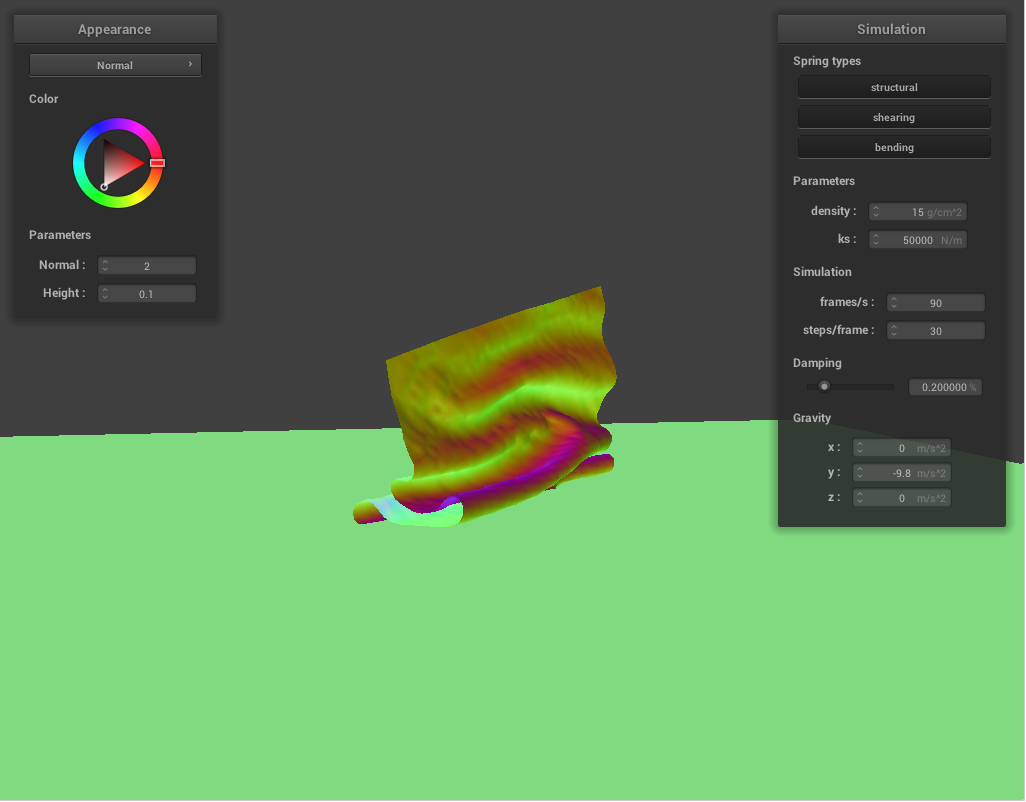 Appearance
Normal
Color
Parameters
Normal : 2
Height : 0.1
Simulation
Spring types
structural
shearing
bending
Parameters
density : 15 g/cm^2
ks : 50000 N/m
Simulation
frames/s : 90
steps/frame : 30
Damping
0.200000 %
Gravity
x : 0 m/s^2
y : -9.8 m/s^2
z : 0 m/s^2